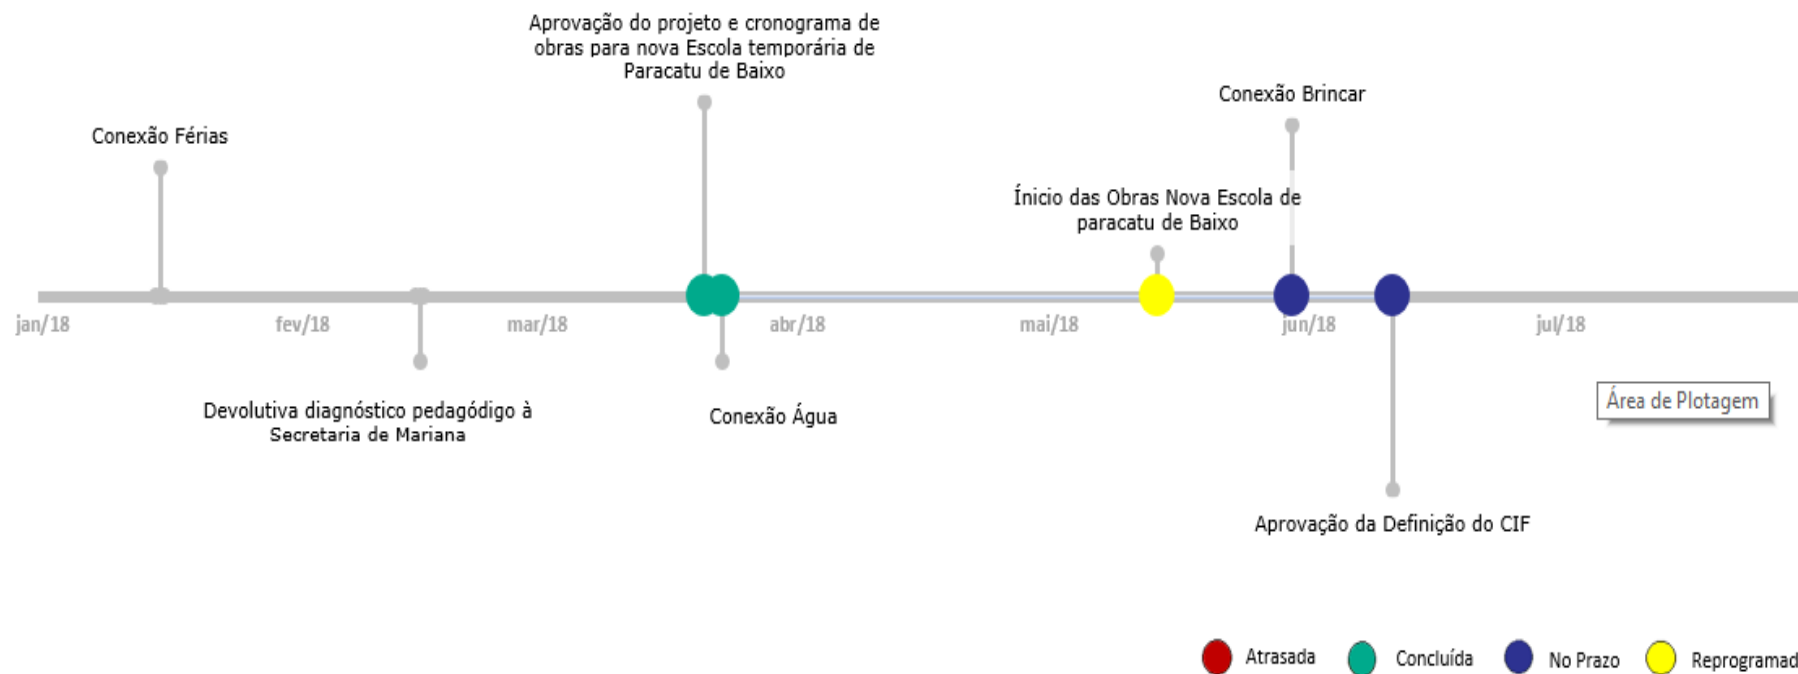 Aprovação do projeto e cronograma de
obras para nova Escola temporária de
Paracatu de Baixo
Conexão Brincar
Conexão Férias
Ínicio das Obras Nova Escola de
paracatu de Baixo
jan/18
fev/18
mar/18
abr/18
mai/18
jun/18
jul/18
Área de Plotagem
Devolutiva diagnóstico pedagódigo à
Secretaria de Mariana
Conexão Água
Aprovação da Definição do CIF
Atrasada
Concluída
No Prazo
Reprogramad